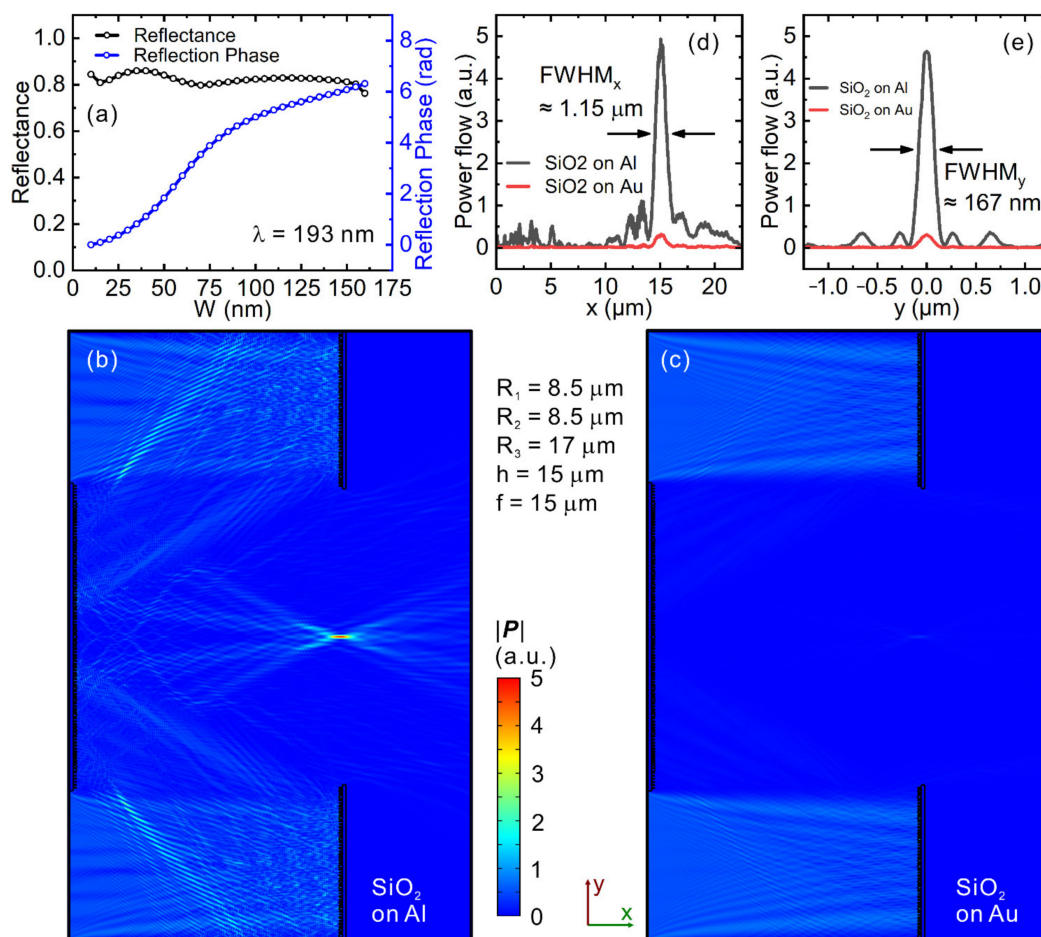 (a)
Reflectance
Reflection Phase
λ = 193 nm
1.0
0.8
0.6
0.4
0.2
0.0
Reflectance
8
6
4
2
0
Reflection Phase (rad)
0 25 50 75 100 125 150 175
W (nm)
(d)
FWHMx
≈ 1.15 μm
SiO2 on Al
SiO2 on Au
5
4
3
2
1
0
Power flow (a.u.)
0 5 10 15 20
x (μm)
(e)
SiO₂ on Al
SiO₂ on Au
FWHMy
≈ 167 nm
5
4
3
2
1
0
Power flow (a.u.)
-1.0 -0.5 0.0 0.5 1.0
y (μm)
(b)
SiO₂
on Al
R₁ = 8.5 μm
R₂ = 8.5 μm
R₃ = 17 μm
h = 15 μm
f = 15 μm
|P|
(a.u.)
5
4
3
2
1
0
y
x
(c)
SiO₂
on Au